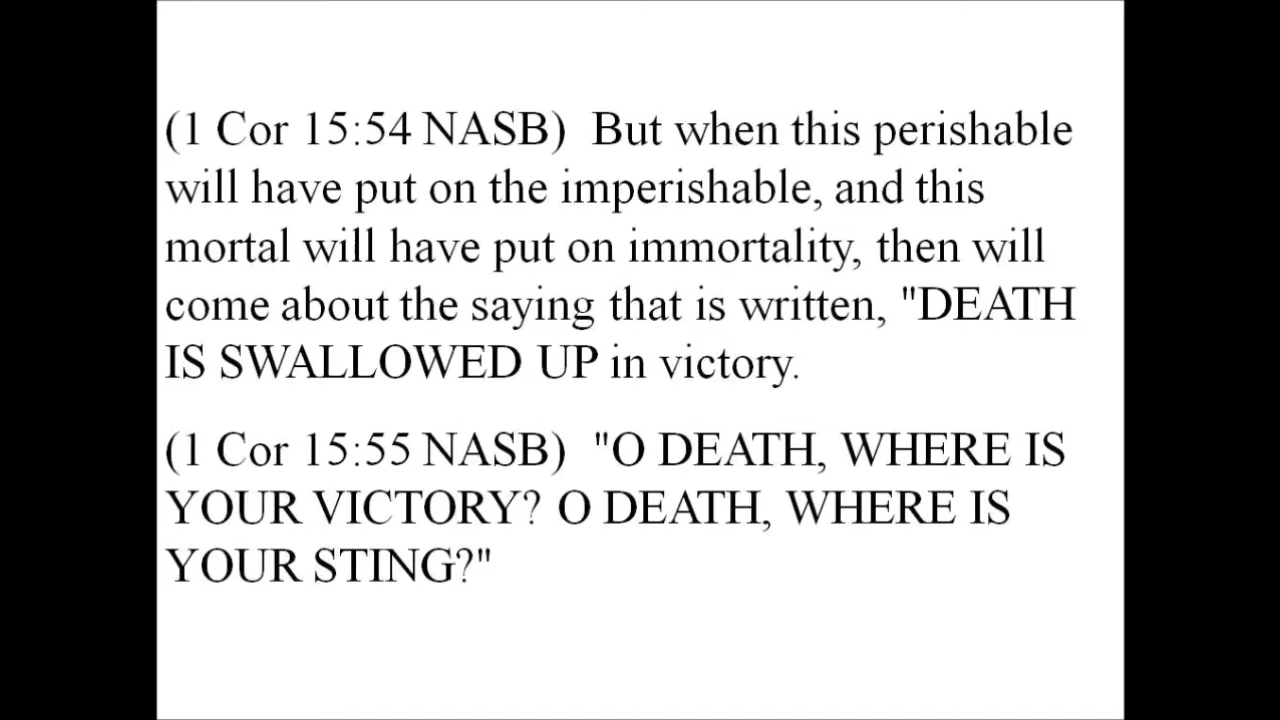 (1 Cor 15:54 NASB)  But when this perishable
will have put on the imperishable, and this
mortal will have put on immortality, then will
come about the saying that is written, "DEATH
IS SWALLOWED UP in victory.
(1 Cor 15:55 NASB)  "O DEATH, WHERE IS
YOUR VICTORY? O DEATH, WHERE IS
YOUR STING?"